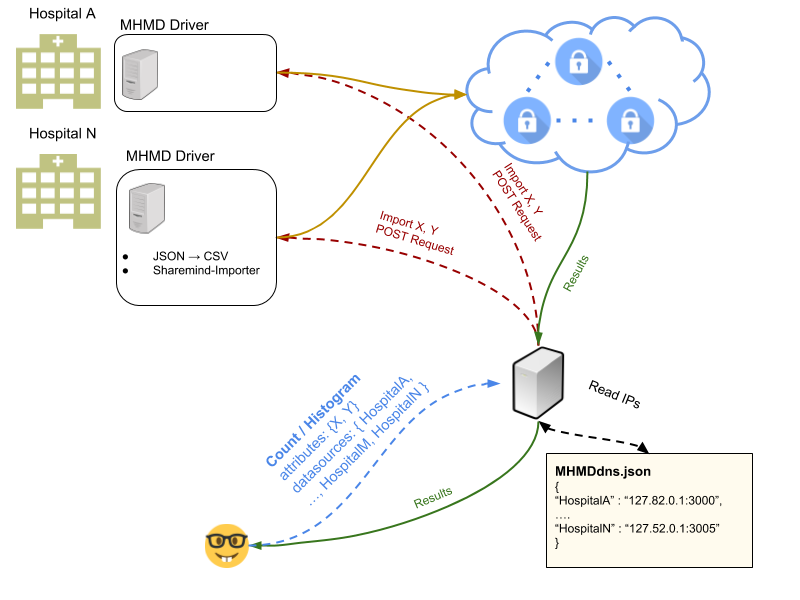 Hospital A
MHMD Driver
Hospital N
MHMD Driver
● JSON → CSV
● Sharemind-Importer
Import X, Y
POST Request
Import X, Y
POST Request
Results
Read IPs
Count / Histogram
attributes: {X, Y}
datasources: { HospitalA,
…, HospitalM, HospitalN }
Results
MHMDdns.json
{
“HospitalA” : “127.82.0.1:3000”,
….
“HospitalN” : “127.52.0.1:3005”
}